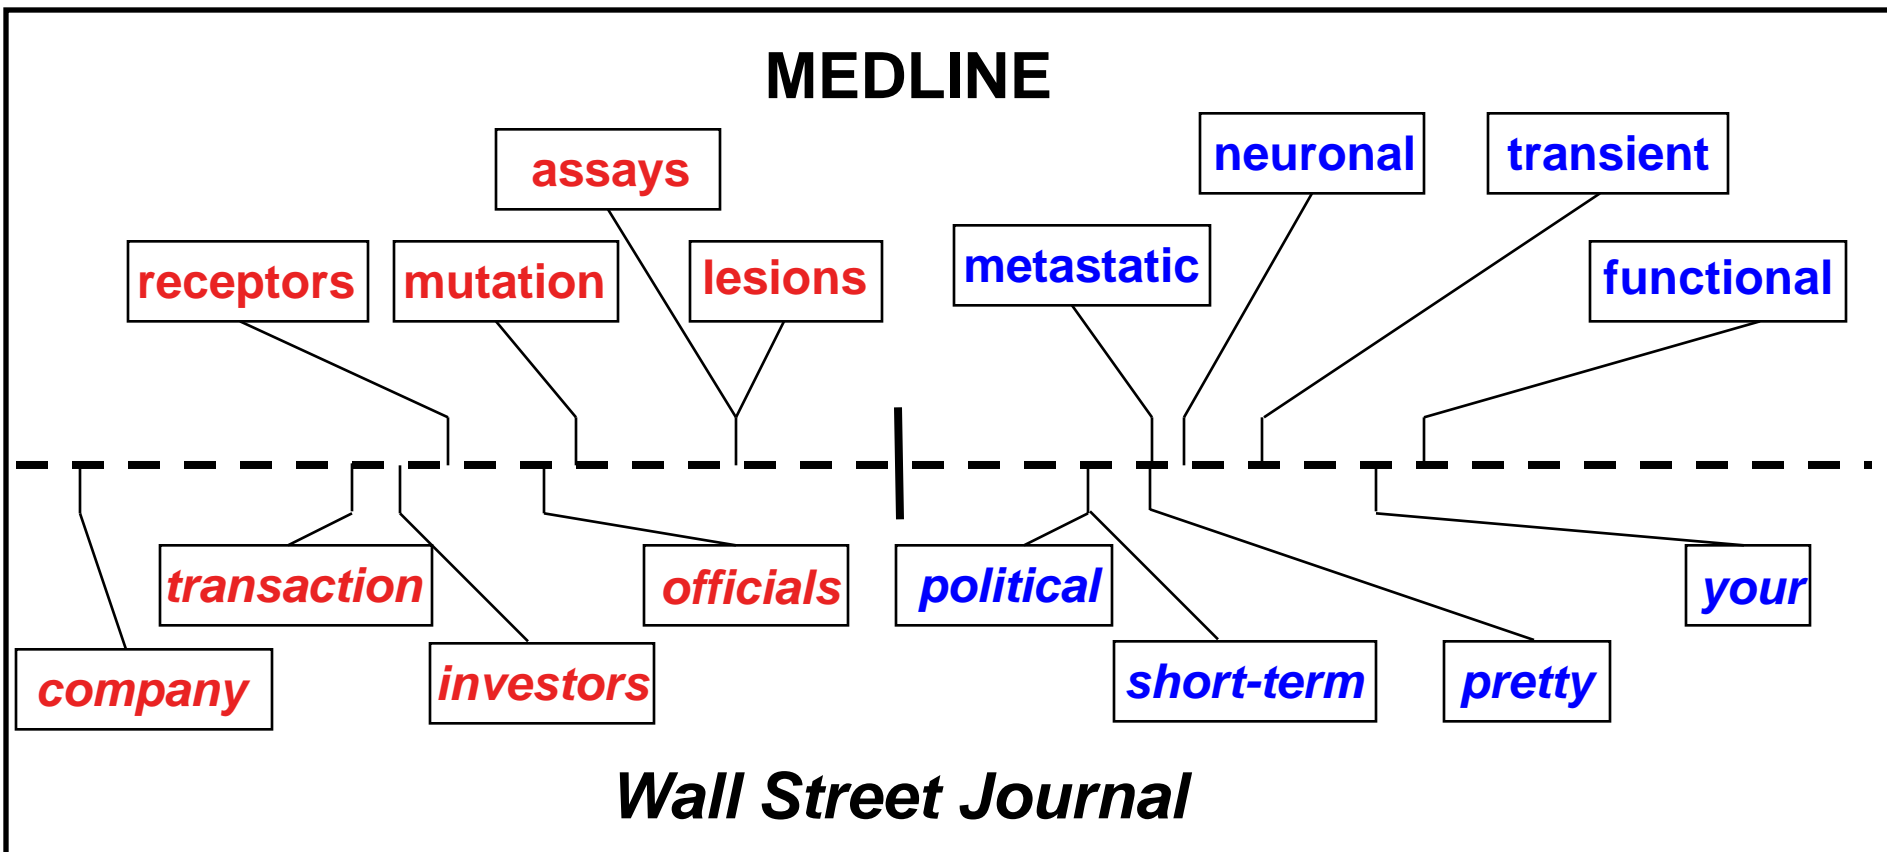 MEDLINE
assays
neuronal
transient
receptors
mutation
lesions
metastatic
functional
transaction
officials
political
your
company
investors
short-term
pretty
Wall Street Journal